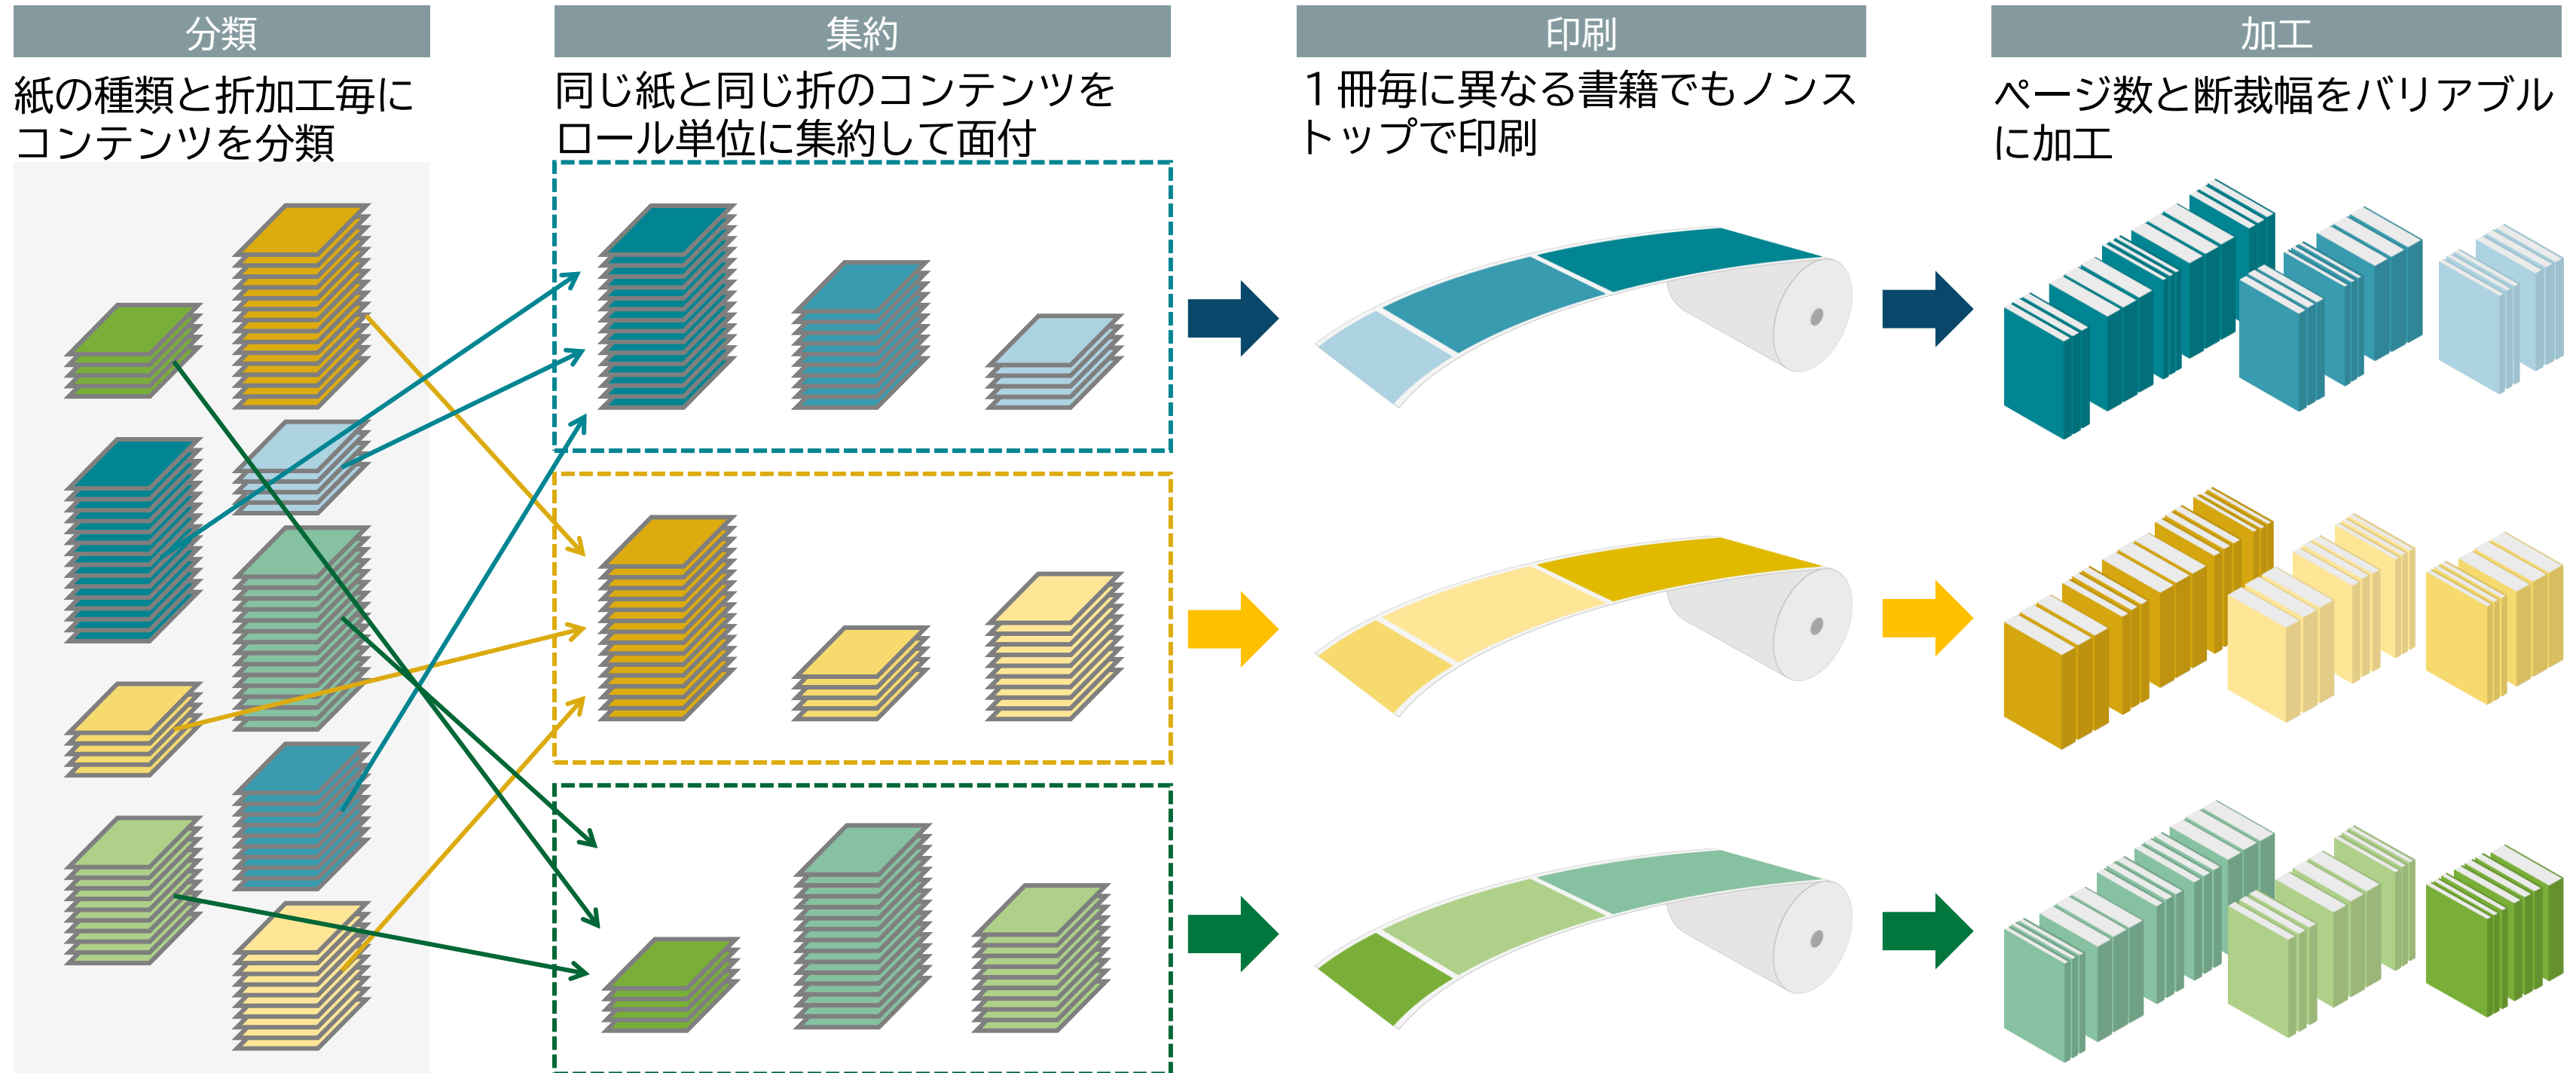 分類
紙の種類と折加工毎に
コンテンツを分類
集約
同じ紙と同じ折のコンテンツを
ロール単位に集約して面付
印刷
１冊毎に異なる書籍でもノンス
トップで印刷
加工
ページ数と断裁幅をバリアブル
に加工